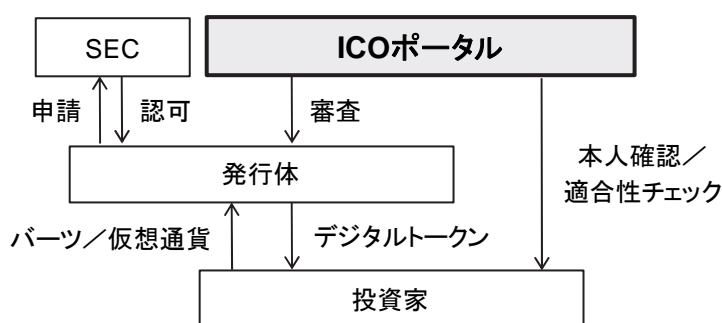 SEC
ICOポータル
申請
認可
審査
本人確認／
適合性チェック
発行体
バーツ／仮想通貨
デジタルトークン
投資家